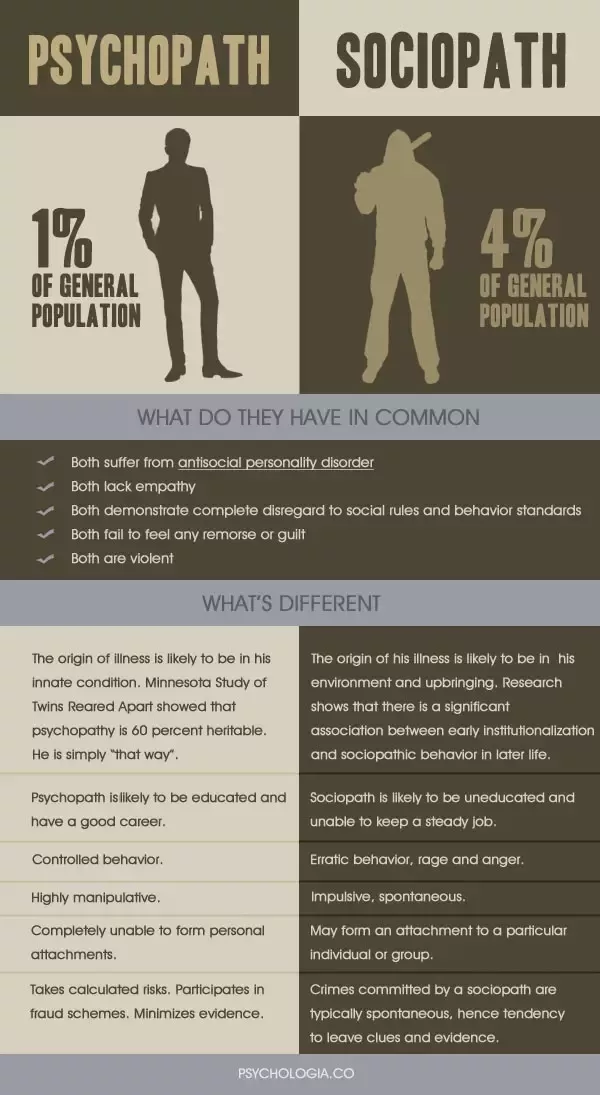 PSYCHOPATH
SOCIOPATH
1%
OF GENERAL
POPULATION
4%
OF GENERAL
POPULATION
WHAT DO THEY HAVE IN COMMON
Both suffer from antisocial personality disorder
Both lack empathy
Both demonstrate complete disregard to social rules and behavior standards
Both fail to feel any remorse or guilt
Both are violent
WHAT'S DIFFERENT
The origin of illness is likely to be in his
innate condition. Minnesota Study of
Twins Reared Apart showed that
psychopathy is 60 percent heritable.
He is simply "that way".
The origin of his illness is likely to be in his
environment and upbringing. Research
shows that there is a significant
association between early institutionalization
and sociopathic behavior in later life.
Psychopath is likely to be educated and
have a good career.
Sociopath is likely to be uneducated and
unable to keep a steady job.
Controlled behavior.
Erratic behavior, rage and anger.
Highly manipulative.
Impulsive, spontaneous.
Completely unable to form personal
attachments.
May form an attachment to a particular
individual or group.
Takes calculated risks. Participates in
fraud schemes. Minimizes evidence.
Crimes committed by a sociopath are
typically spontaneous, hence tendency
to leave clues and evidence.
PSYCHOLOGIA.CO